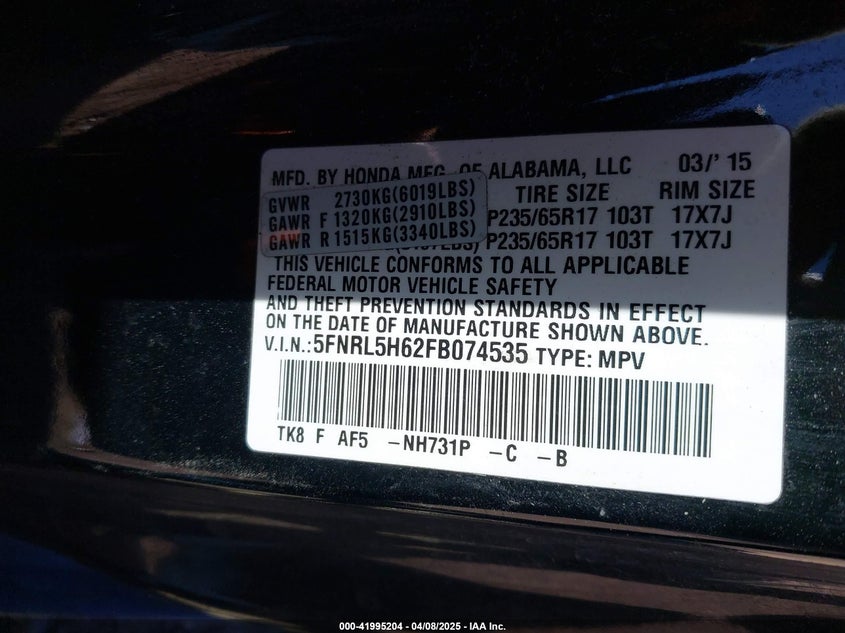 MFD. BY HONDA MFG. OF ALABAMA, LLC 03/' 15
GVWR 2730KG(6019LBS) TIRE SIZE RIM SIZE
GAWR F 1320KG(2910LBS) P235/65R17 103T 17X7J
GAWR R 1515KG(3340LBS) P235/65R17 103T 17X7J
THIS VEHICLE CONFORMS TO ALL APPLICABLE
FEDERAL MOTOR VEHICLE SAFETY
AND THEFT PREVENTION STANDARDS IN EFFECT
ON THE DATE OF MANUFACTURE SHOWN ABOVE.
V.I.N.:5FNRL5H62FB074535 TYPE: MPV
TK8 F AF5 -NH731P -C -B
000-41995204 - 04/08/2025 - IAA Inc.